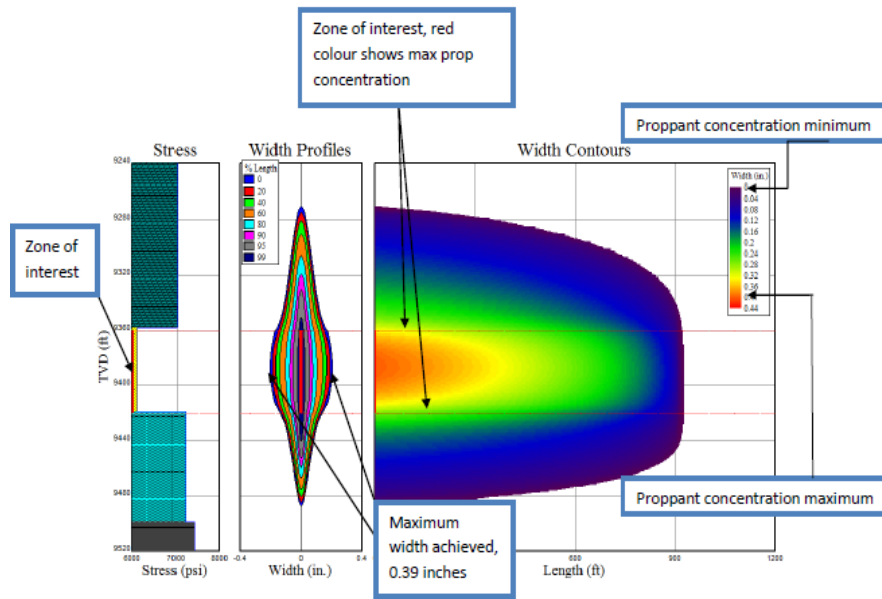 Zone of interest, red
colour shows max prop
concentration
Proppant concentration minimum
Stress
Width Profiles
Width Contours
Zone of
interest
% Length
0
20
40
60
80
90
95
99
Width (in.)
0
0.04
0.08
0.12
0.16
0.2
0.24
0.28
0.32
0.36
0.44
TVD (ft)
9240
9280
9320
9360
9400
9440
9480
9520
Proppant concentration maximum
Maximum
width achieved,
0.39 inches
6000 7000 8000
Stress (psi)
-0.4 0 0.4
Width (in.)
600 900 1200
Length (ft)